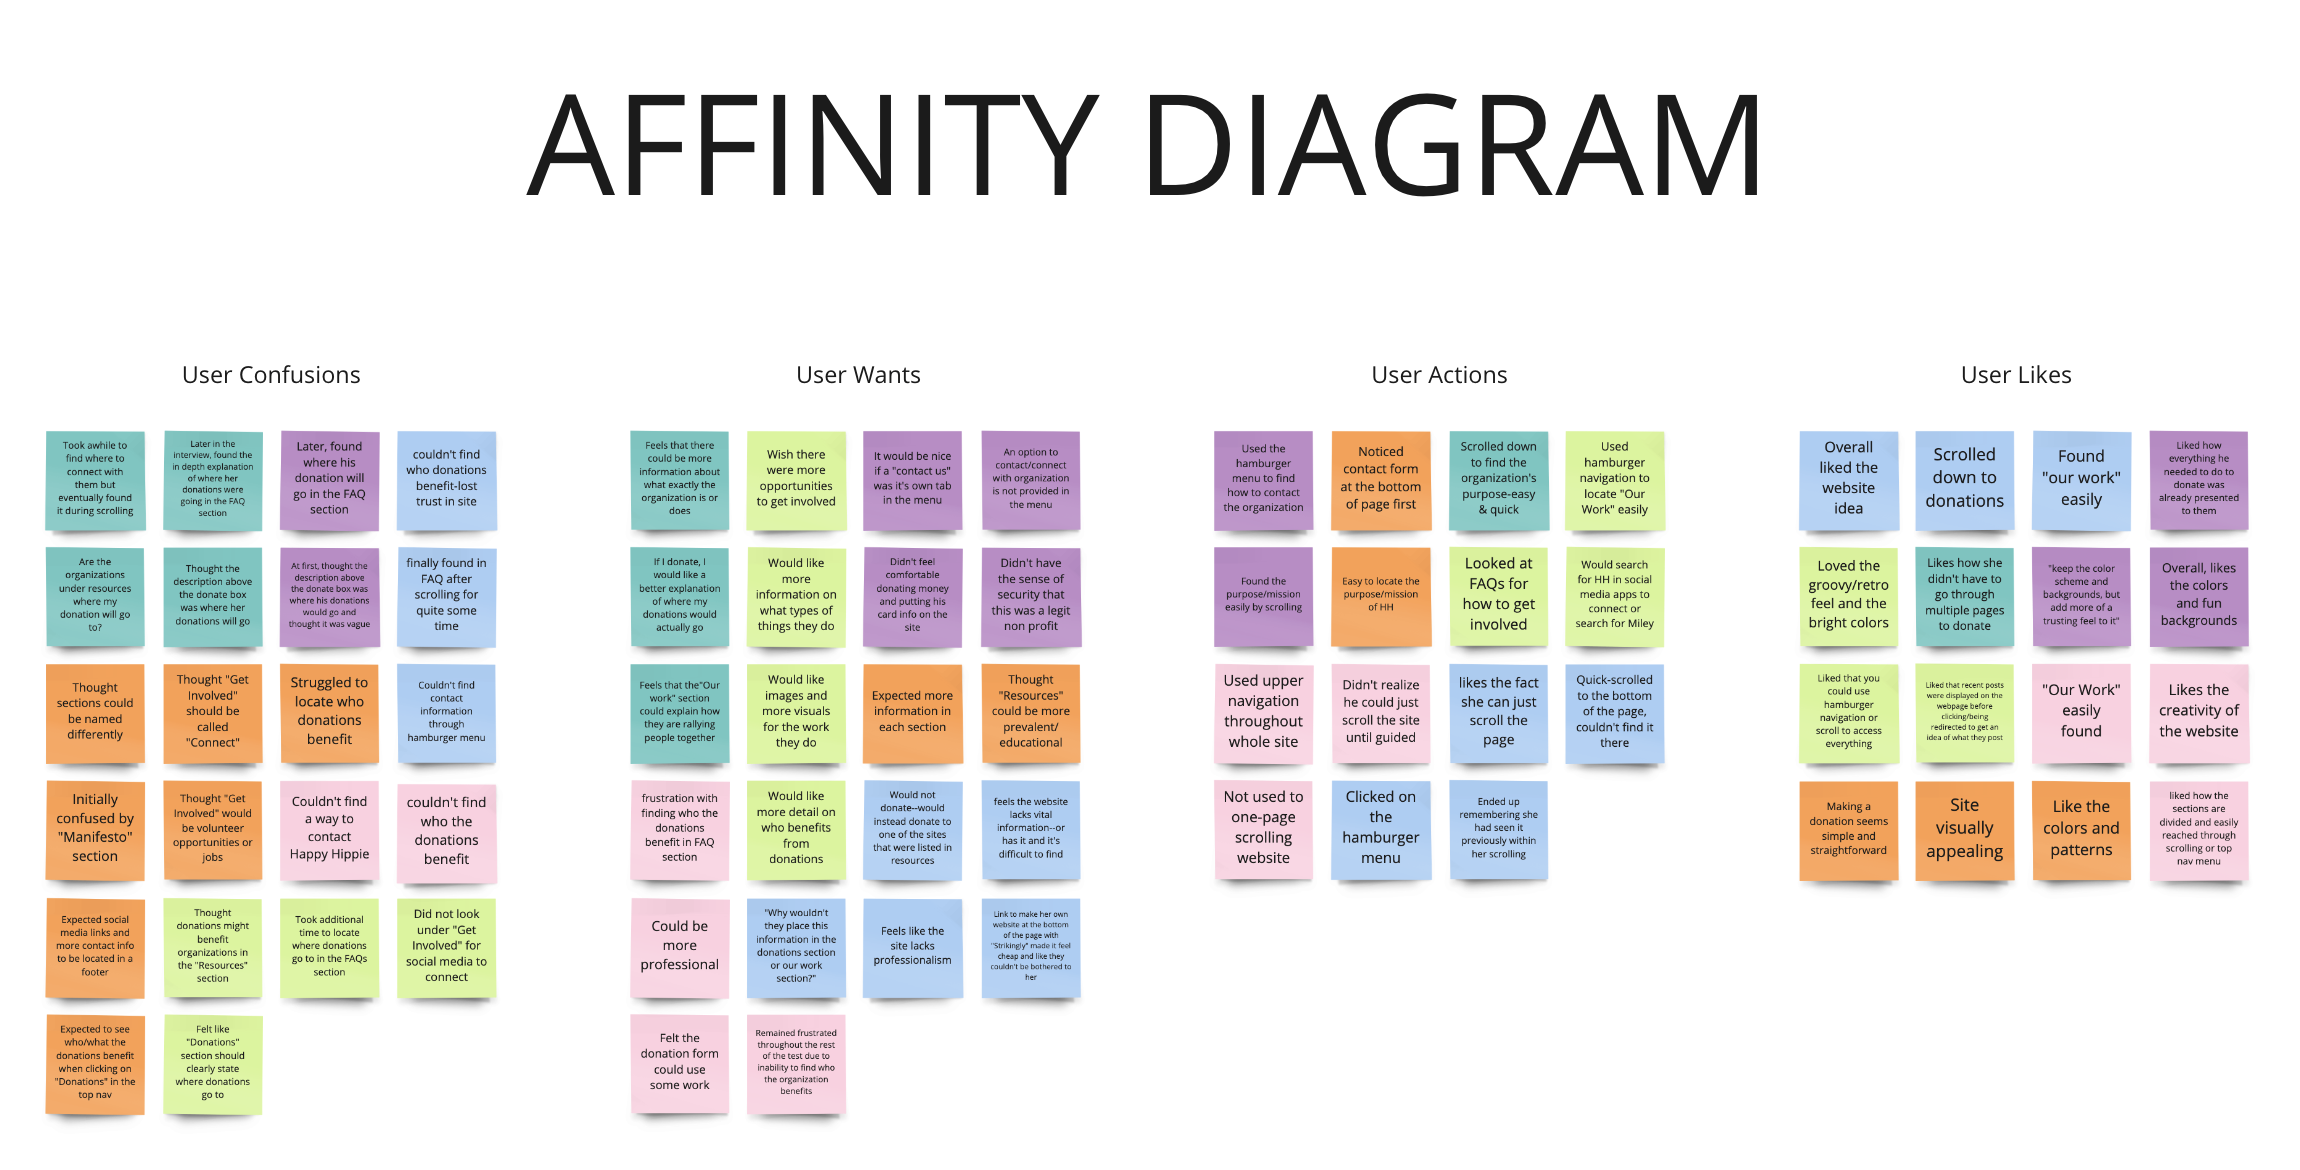 AFFINITY DIAGRAM
User Confusions
Took awhile to
find where to
connect with
them but
eventually found
it during scrolling
Later in the
interview, found the
in depth explanation
of where her
donations were
going in the FAQ
section
Later, found
where his
donation will
go in the FAQ
section
couldn't find
who donations
benefit-lost
trust in site
Are the
organizations
under resources
where my
donation will go
to?
Thought the
description above
the donate box
was where her
donations will go
At first, thought the
description above
the donate box was
where his donations
would go and
thought it was vague
finally found in
FAQ after
scrolling for
quite some
time
Thought
sections could
be named
differently
Thought "Get
Involved"
should be
called
"Connect"
Struggled to
locate who
donations
benefit
Couldn't find
contact
information
through
hamburger menu
Initially
confused by
"Manifesto"
section
Thought "Get
Involved" would
be volunteer
opportunities or
jobs
Couldn't find
a way to
contact
Happy Hippie
couldn't find
who the
donations
benefit
Expected social
media links and
more contact info
to be located in a
footer
Thought
donations might
benefit
organizations in
the "Resources"
section
Took additional
time to locate
where donations
go to in the FAQs
section
Did not look
under "Get
Involved" for
social media to
connect
Expected to see
who/what the
donations benefit
when clicking on
"Donations" in the
top nav
Felt like
"Donations"
section should
clearly state
where donations
go to
User Wants
Feels that there
could be more
information about
what exactly the
organization is or
does
Wish there
were more
opportunities
to get involved
It would be nice
if a "contact us"
was it's own tab
in the menu
An option to
contact/connect
with organization
is not provided in
the menu
If I donate, I
would like a
better explanation
of where my
donations would
actually go
Would like
more
information on
what types of
things they do
Didn't feel
comfortable
donating money
and putting his
card info on the
site
Didn't have
the sense of
security that
this was a legit
non profit
Feels that the"Our
work" section
could explain how
they are rallying
people together
Would like
images and
more visuals
for the work
they do
Expected more
information in
each section
Thought
"Resources"
could be more
prevalent/
educational
frustration with
finding who the
donations
benefit in FAQ
section
Would like
more detail on
who benefits
from
donations
Would not
donate--would
instead donate to
one of the sites
that were listed in
resources
feels the website
lacks vital
information--or
has it and it's
difficult to find
Could be
more
professional
"Why wouldn't
they place this
information in the
donations section
or our work
section?"
Feels like the
site lacks
professionalism
Link to make her own
website at the bottom
of the page with
"Strikingly" made it feel
cheap and like they
couldn't be bothered to
her
Felt the
donation form
could use
some work
Remained frustrated
throughout the rest
of the test due to
inability to find who
the organization
benefits
User Actions
Used the
hamburger
menu to find
how to contact
the organization
Noticed
contact form
at the bottom
of page first
Scrolled down
to find the
organization's
purpose-easy
& quick
Used
hamburger
navigation to
locate "Our
Work" easily
Found the
purpose/mission
easily by scrolling
Easy to locate the
purpose/mission
of HH
Looked at
FAQs for
how to get
involved
Would search
for HH in social
media apps to
connect or
search for Miley
Used upper
navigation
throughout
whole site
Didn't realize
he could just
scroll the site
until guided
likes the fact
she can just
scroll the
page
Quick-scrolled
to the bottom
of the page,
couldn't find it
there
Not used to
one-page
scrolling
website
Clicked on
the
hamburger
menu
Ended up
remembering she
had seen it
previously within
her scrolling
User Likes
Overall
liked the
website
idea
Scrolled
down to
donations
Found
"our work"
easily
Liked how
everything he
needed to do to
donate was
already presented
to them
Loved the
groovy/retro
feel and the
bright colors
Likes how she
didn't have to
go through
multiple pages
to donate
"keep the color
scheme and
backgrounds, but
add more of a
trusting feel to it"
Overall, likes
the colors
and fun
backgrounds
Liked that you
could use
hamburger
navigation or
scroll to access
everything
Liked that recent posts
were displayed on the
webpage before
clicking/being
redirected to get an
idea of what they post
"Our Work"
easily
found
Likes the
creativity of
the website
Making a
donation seems
simple and
straightforward
Site
visually
appealing
Like the
colors and
patterns
liked how the
sections are
divided and easily
reached through
scrolling or top
nav menu